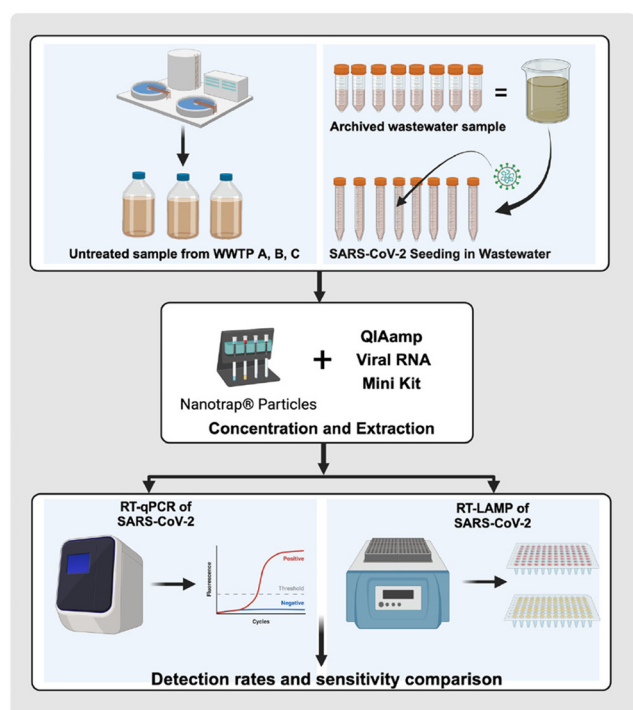 Archived wastewater sample
=
Untreated sample from WWTP A, B, C
SARS-CoV-2 Seeding in Wastewater
Nanotrap® Particles
+
QIAamp
Viral RNA
Mini Kit
Concentration and Extraction
RT-qPCR of
SARS-CoV-2
Fluorescence
Positive
Threshold
Negative
Cycles
RT-LAMP of
SARS-CoV-2
Detection rates and sensitivity comparison